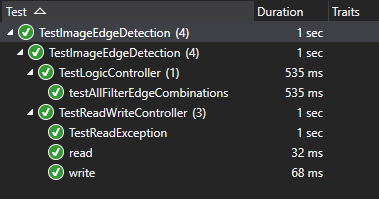 Test Duration Traits
TestImageEdgeDetection (4) 1 sec
TestImageEdgeDetection (4) 1 sec
TestLogicController (1) 535 ms
testAllFilterEdgeCombinations 535 ms
TestReadWriteController (3) 1 sec
TestReadException 1 sec
read 32 ms
write 68 ms